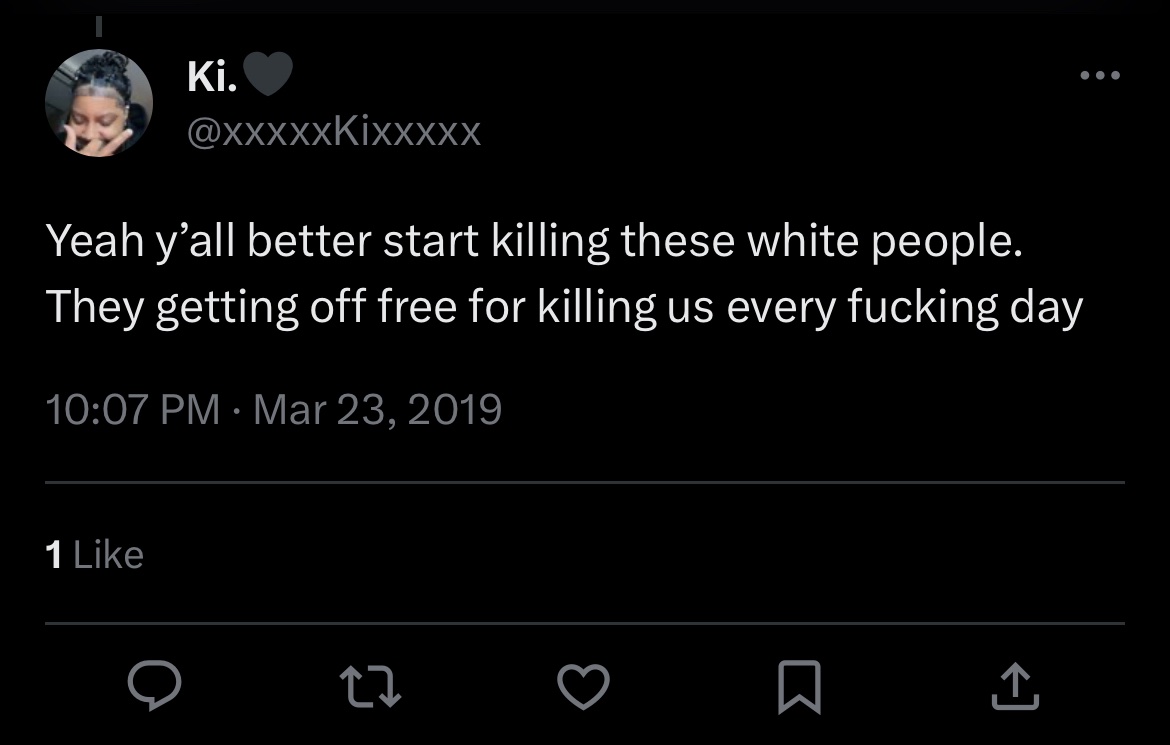 Ki.🖤
@xxxxxKixxxxx
Yeah y’all better start killing these white people.
They getting off free for killing us every fucking day
10:07 PM · Mar 23, 2019
1 Like